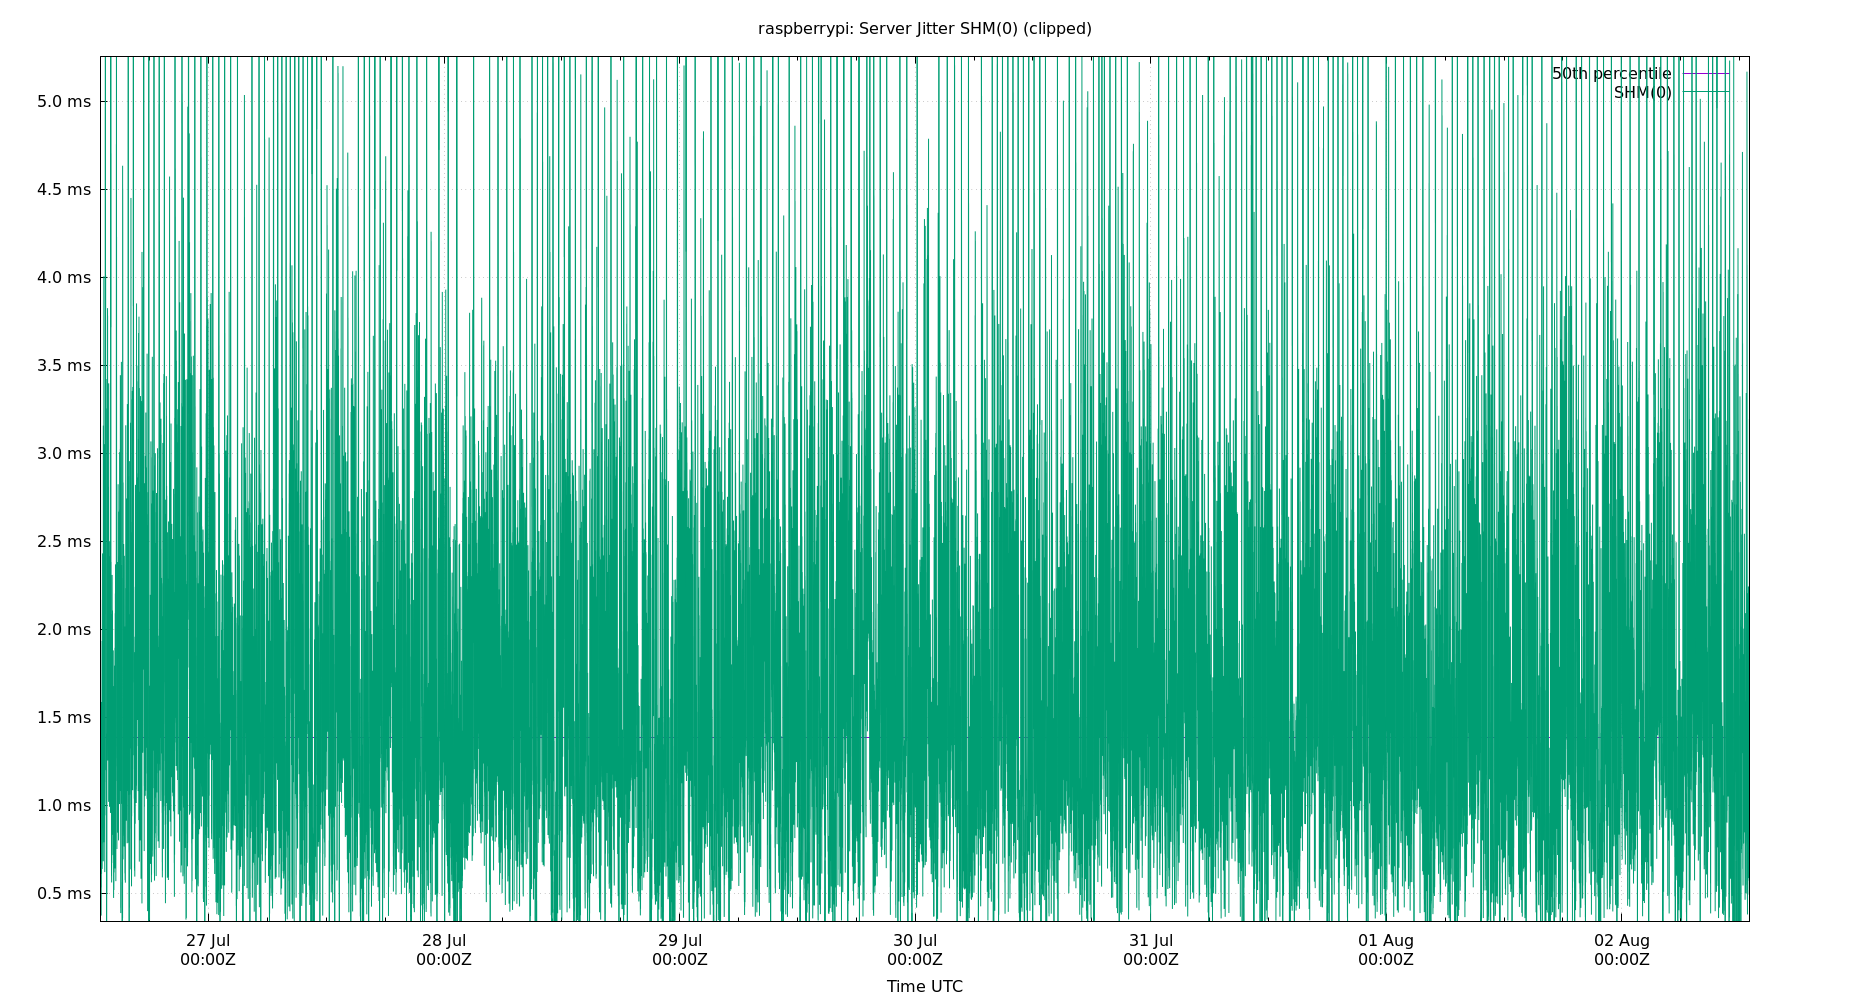 raspberrypi: Server Jitter SHM(0) (clipped)
50th percentile
SHM(0)
5.0 ms
4.5 ms
4.0 ms
3.5 ms
3.0 ms
2.5 ms
2.0 ms
1.5 ms
1.0 ms
0.5 ms
27 Jul 28 Jul 29 Jul 30 Jul 31 Jul 01 Aug 02 Aug
00:00Z 00:00Z 00:00Z 00:00Z 00:00Z 00:00Z 00:00Z
Time UTC